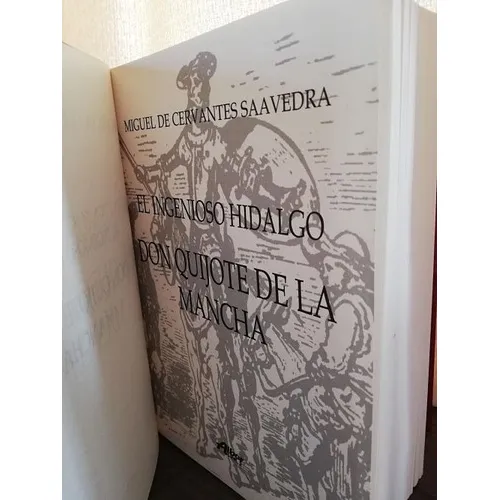 MIGUEL DE CERVANTES SAAVEDRA
EL INGENIOSO HIDALGO
DON QUIJOTE DE LA
MANCHA